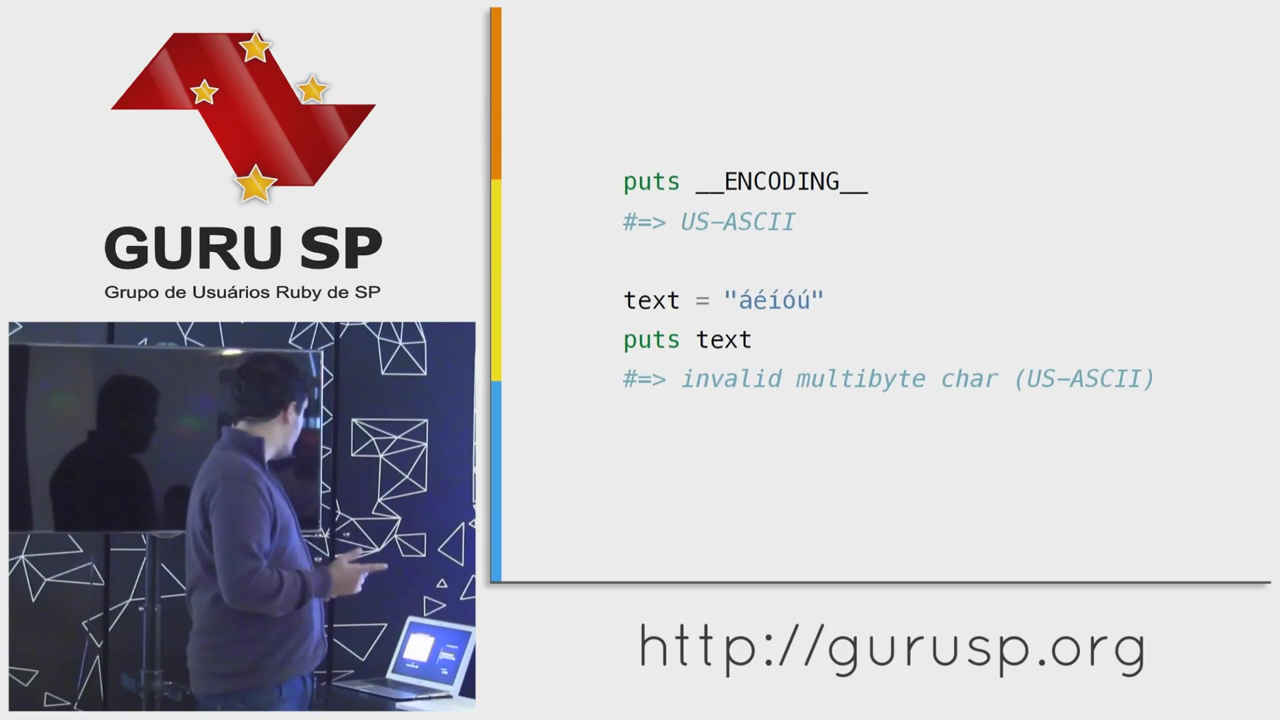 GURU SP
Grupo de Usuários Ruby de SP
puts __ENCODING__
#=> US-ASCII
text = "áéíóú"
puts text
#=> invalid multibyte char (US-ASCII)
http://gurusp.org